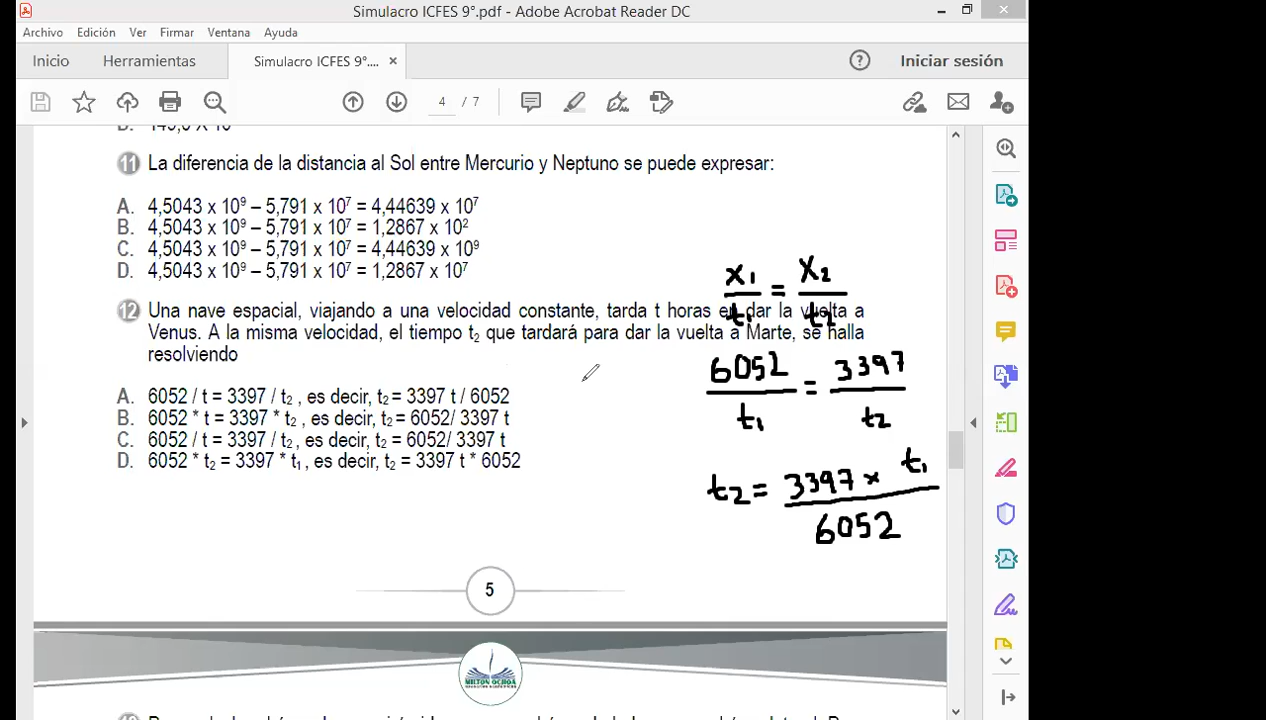 Simulacro ICFES 9°.pdf - Adobe Acrobat Reader DC
Archivo Edición Ver Firmar Ventana Ayuda
Inicio Herramientas Simulacro ICFES 9°.... × Iniciar sesión
4 / 7
11 La diferencia de la distancia al Sol entre Mercurio y Neptuno se puede expresar:
A. 4,5043 x 10⁹ – 5,791 x 10⁷ = 4,44639 x 10⁷
B. 4,5043 x 10⁹ – 5,791 x 10⁷ = 1,2867 x 10²
C. 4,5043 x 10⁹ – 5,791 x 10⁷ = 4,44639 x 10⁹
D. 4,5043 x 10⁹ – 5,791 x 10⁷ = 1,2867 x 10⁷
12 Una nave espacial, viajando a una velocidad constante, tarda t horas en dar la vuelta a
Venus. A la misma velocidad, el tiempo t₂ que tardará para dar la vuelta a Marte, se halla
resolviendo
A. 6052 / t = 3397 / t₂ , es decir, t₂ = 3397 t / 6052
B. 6052 * t = 3397 * t₂ , es decir, t₂ = 6052/ 3397 t
C. 6052 / t = 3397 / t₂ , es decir, t₂ = 6052/ 3397 t
D. 6052 * t₂ = 3397 * t₁ , es decir, t₂ = 3397 t * 6052
x₁ = x₂
t₁ t₂
6052 = 3397
t₁ t₂
t₂ = 3397 × t₁
6052
5
MILTON OCHOA